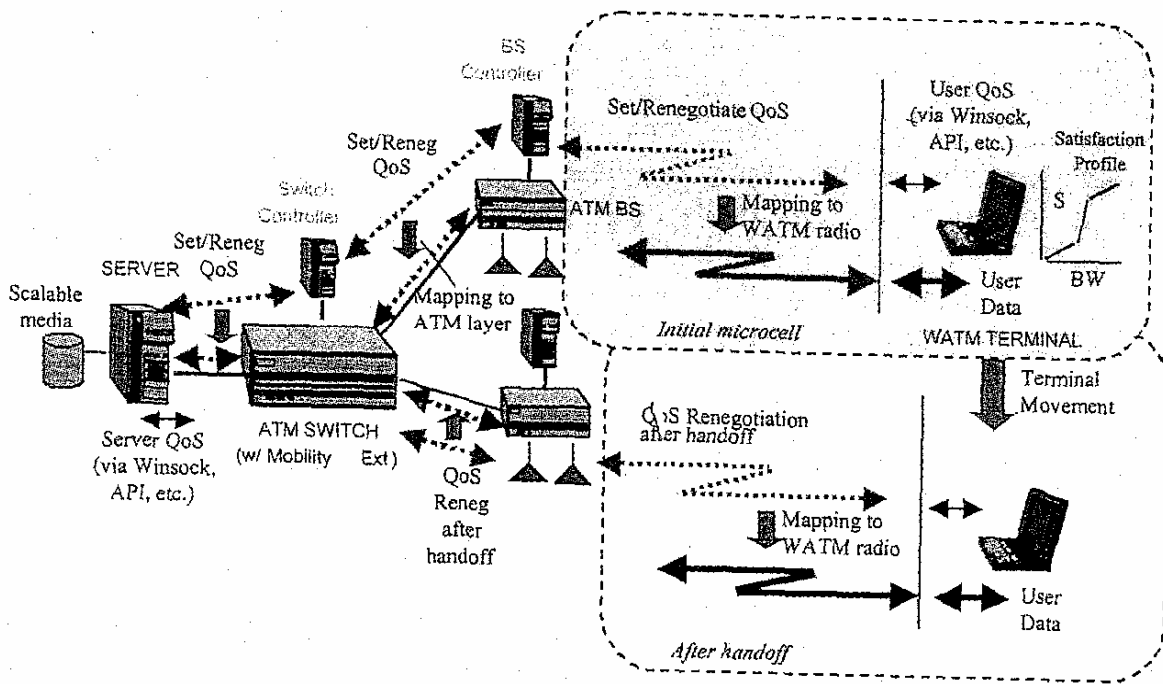 BS
Controller
Set/Renegotiate QoS
User QoS
(via Winsock,
API, etc.)
Satisfaction
Profile
S
BW
Set/Reneg
QoS
Switch
Controller
ATM BS
Mapping to
WATM radio
Set/Reneg
QoS
SERVER
Scalable
media
Mapping to
ATM layer
User
Data
Initial microcell
WATM TERMINAL
Terminal
Movement
Server QoS
(via Winsock,
API, etc.)
ATM SWITCH
(w/ Mobility Ext)
QoS
Reneg
after
handoff
QoS Renegotiation
after handoff
Mapping to
WATM radio
User
Data
After handoff